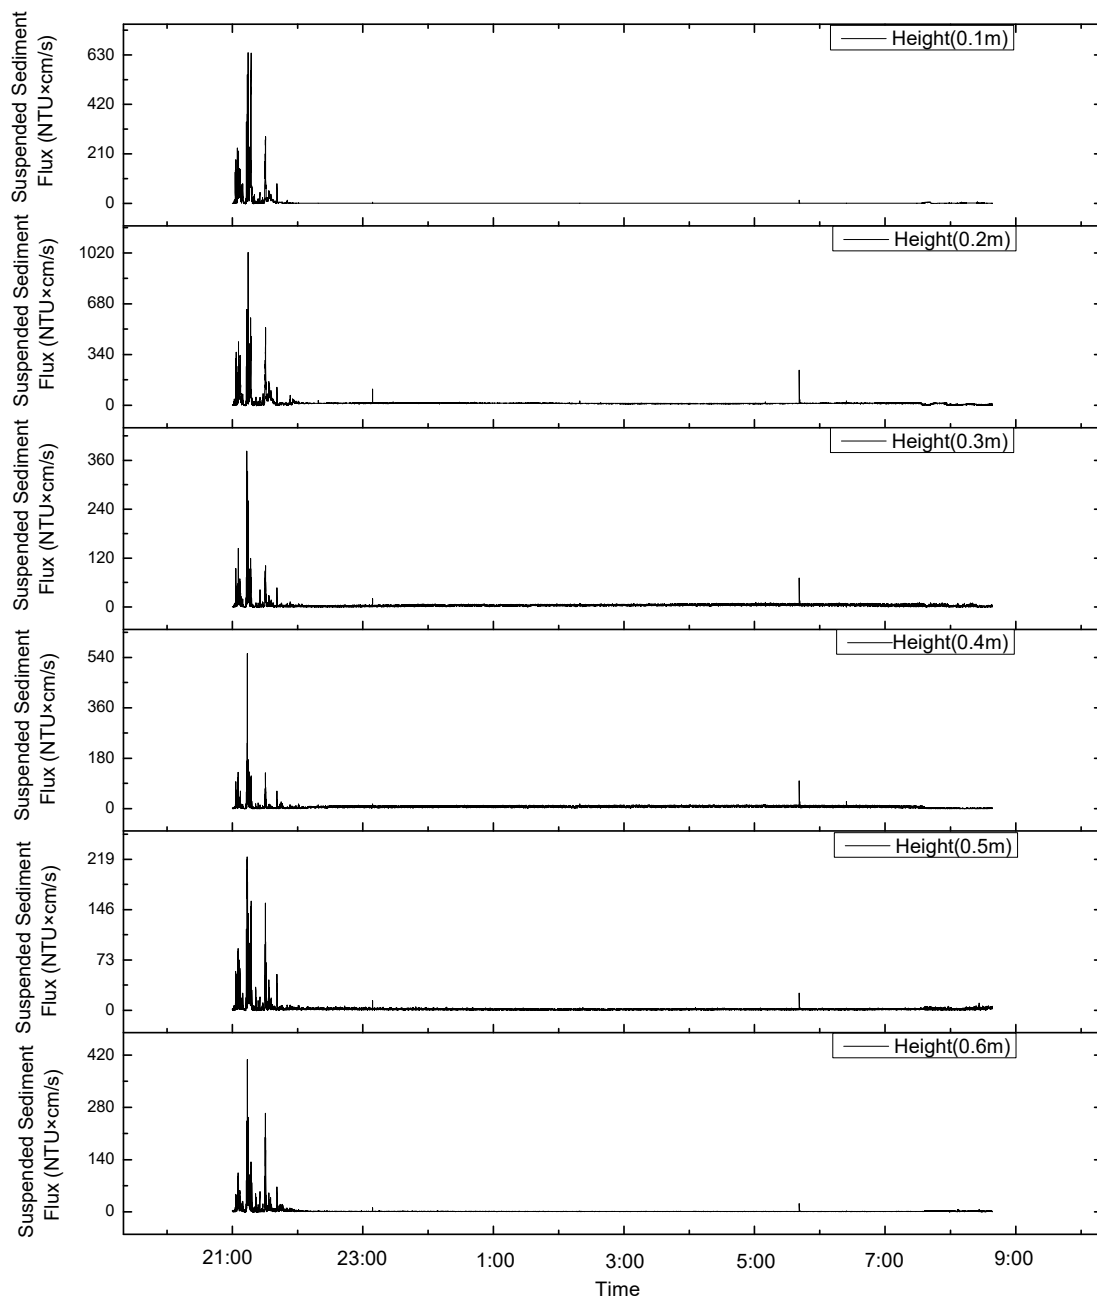 Suspended Sediment
Flux (NTU×cm/s)
630
420
210
0
Height(0.1m)
Suspended Sediment
Flux (NTU×cm/s)
1020
680
340
0
Height(0.2m)
Suspended Sediment
Flux (NTU×cm/s)
360
240
120
0
Height(0.3m)
Suspended Sediment
Flux (NTU×cm/s)
540
360
180
0
Height(0.4m)
Suspended Sediment
Flux (NTU×cm/s)
219
146
73
0
Height(0.5m)
Suspended Sediment
Flux (NTU×cm/s)
420
280
140
0
Height(0.6m)
21:00 23:00 1:00 3:00 5:00 7:00 9:00
Time